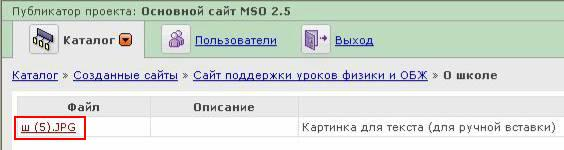 Публикатор проекта: Основной сайт MSO 2.5
Каталог Пользователи Выход
Каталог » Созданные сайты » Сайт поддержки уроков физики и ОБЖ » О школе
Файл Описание
ш (5).JPG Картинка для текста (для ручной вставки)